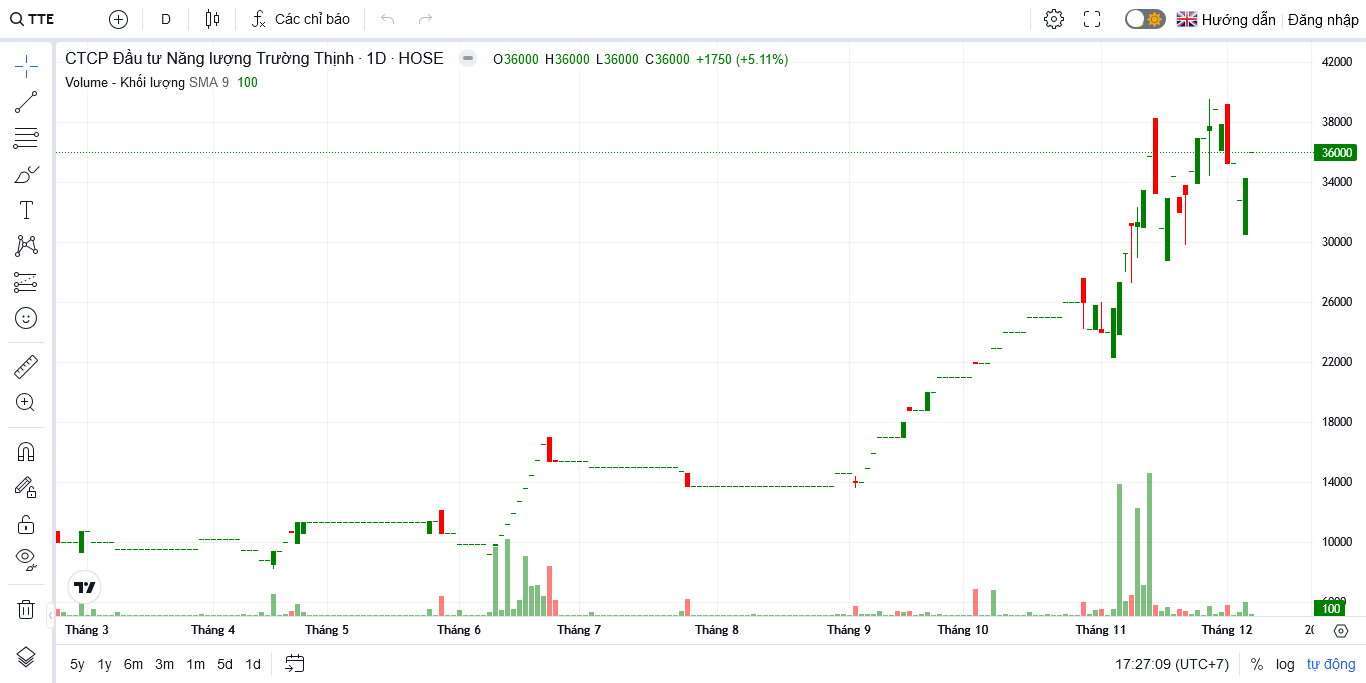 TTE D Các chỉ báo Hướng dẫn Đăng nhập
CTCP Đầu tư Năng lượng Trường Thịnh · 1D · HOSE O36000 H36000 L36000 C36000 +1750 (+5.11%)
Volume - Khối lượng SMA 9 100
42000
38000
36000
34000
30000
26000
22000
18000
14000
10000
6000
100
Tháng 3 Tháng 4 Tháng 5 Tháng 6 Tháng 7 Tháng 8 Tháng 9 Tháng 10 Tháng 11 Tháng 12
5y 1y 6m 3m 1m 5d 1d 17:27:09 (UTC+7) % log tự động